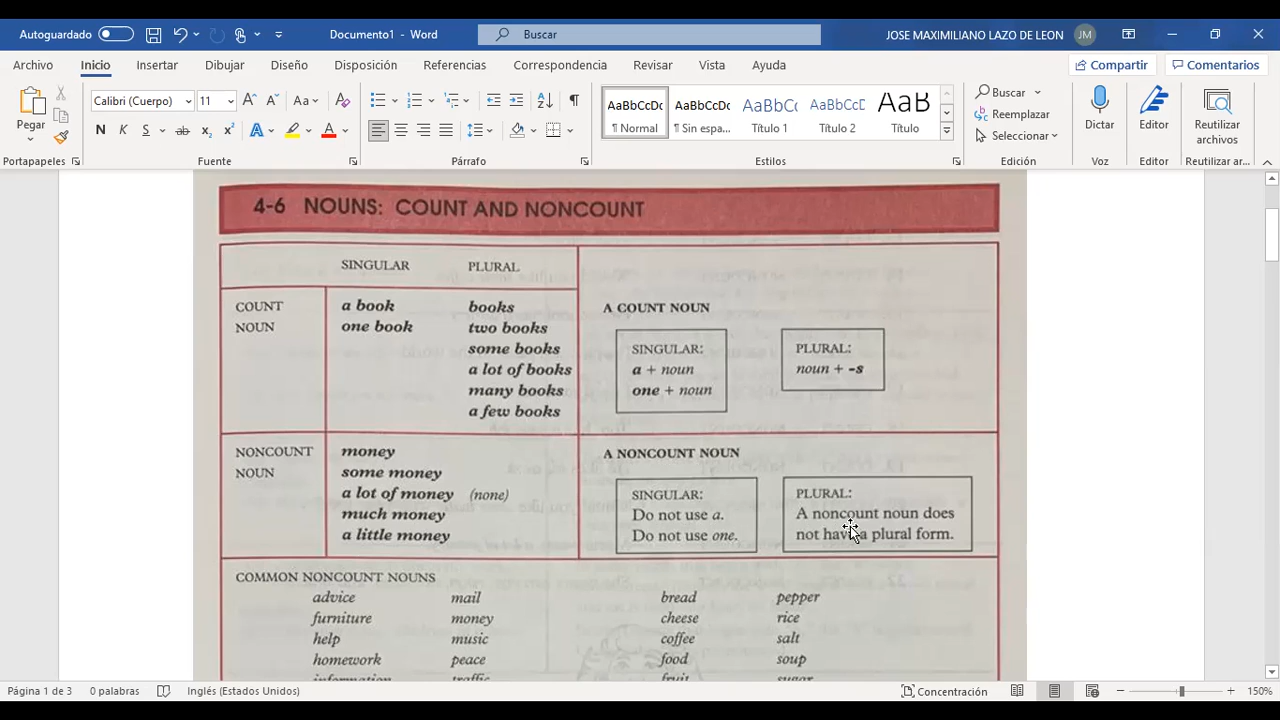 Autoguardado
Documento1 - Word
Buscar
JOSE MAXIMILIANO LAZO DE LEON
JM
Archivo Inicio Insertar Dibujar Diseño Disposición Referencias Correspondencia Revisar Vista Ayuda
Compartir
Comentarios
Pegar
Calibri (Cuerpo) 11
AaBbCcDc AaBbCcDc AaBbCc AaBbCcD AaB
¶ Normal ¶ Sin espa... Título 1 Título 2 Título
Buscar
Reemplazar
Seleccionar
Dictar
Editor
Reutilizar archivos
Portapapeles Fuente Párrafo Estilos Edición Voz Editor Reutilizar ar...
4-6 NOUNS: COUNT AND NONCOUNT
SINGULAR PLURAL
COUNT NOUN
a book
one book
books
two books
some books
a lot of books
many books
a few books
A COUNT NOUN
SINGULAR:
a + noun
one + noun
PLURAL:
noun + -s
NONCOUNT NOUN
money
some money
a lot of money (none)
much money
a little money
A NONCOUNT NOUN
SINGULAR:
Do not use a.
Do not use one.
PLURAL:
A noncount noun does
not have a plural form.
COMMON NONCOUNT NOUNS
advice mail bread pepper
furniture money cheese rice
help music coffee salt
homework peace food soup
information traffic fruit sugar
Página 1 de 3 0 palabras Inglés (Estados Unidos) Concentración 150%